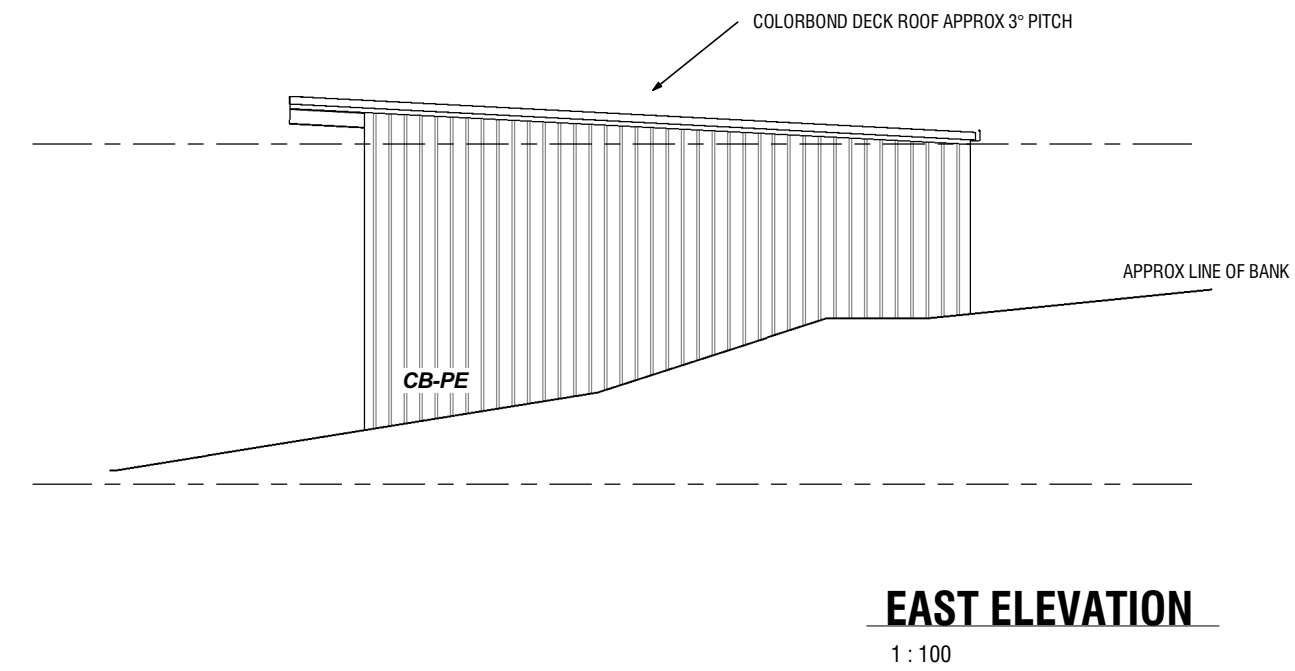 COLORBOND DECK ROOF APPROX 3° PITCH
APPROX LINE OF BANK
CB-PE
EAST ELEVATION
1 : 100